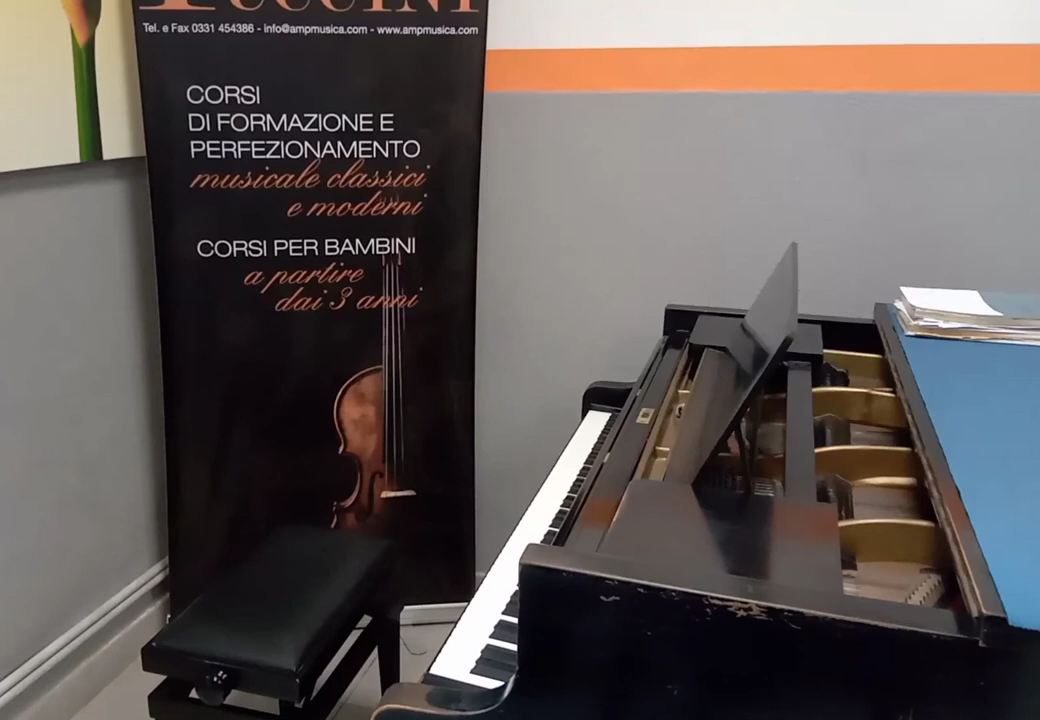 PUCCINI
Tel. e Fax 0331 454386 - info@ampmusica.com - www.ampmusica.com
CORSI
DI FORMAZIONE E
PERFEZIONAMENTO
musicale classici
e moderni
CORSI PER BAMBINI
a partire
dai 3 anni